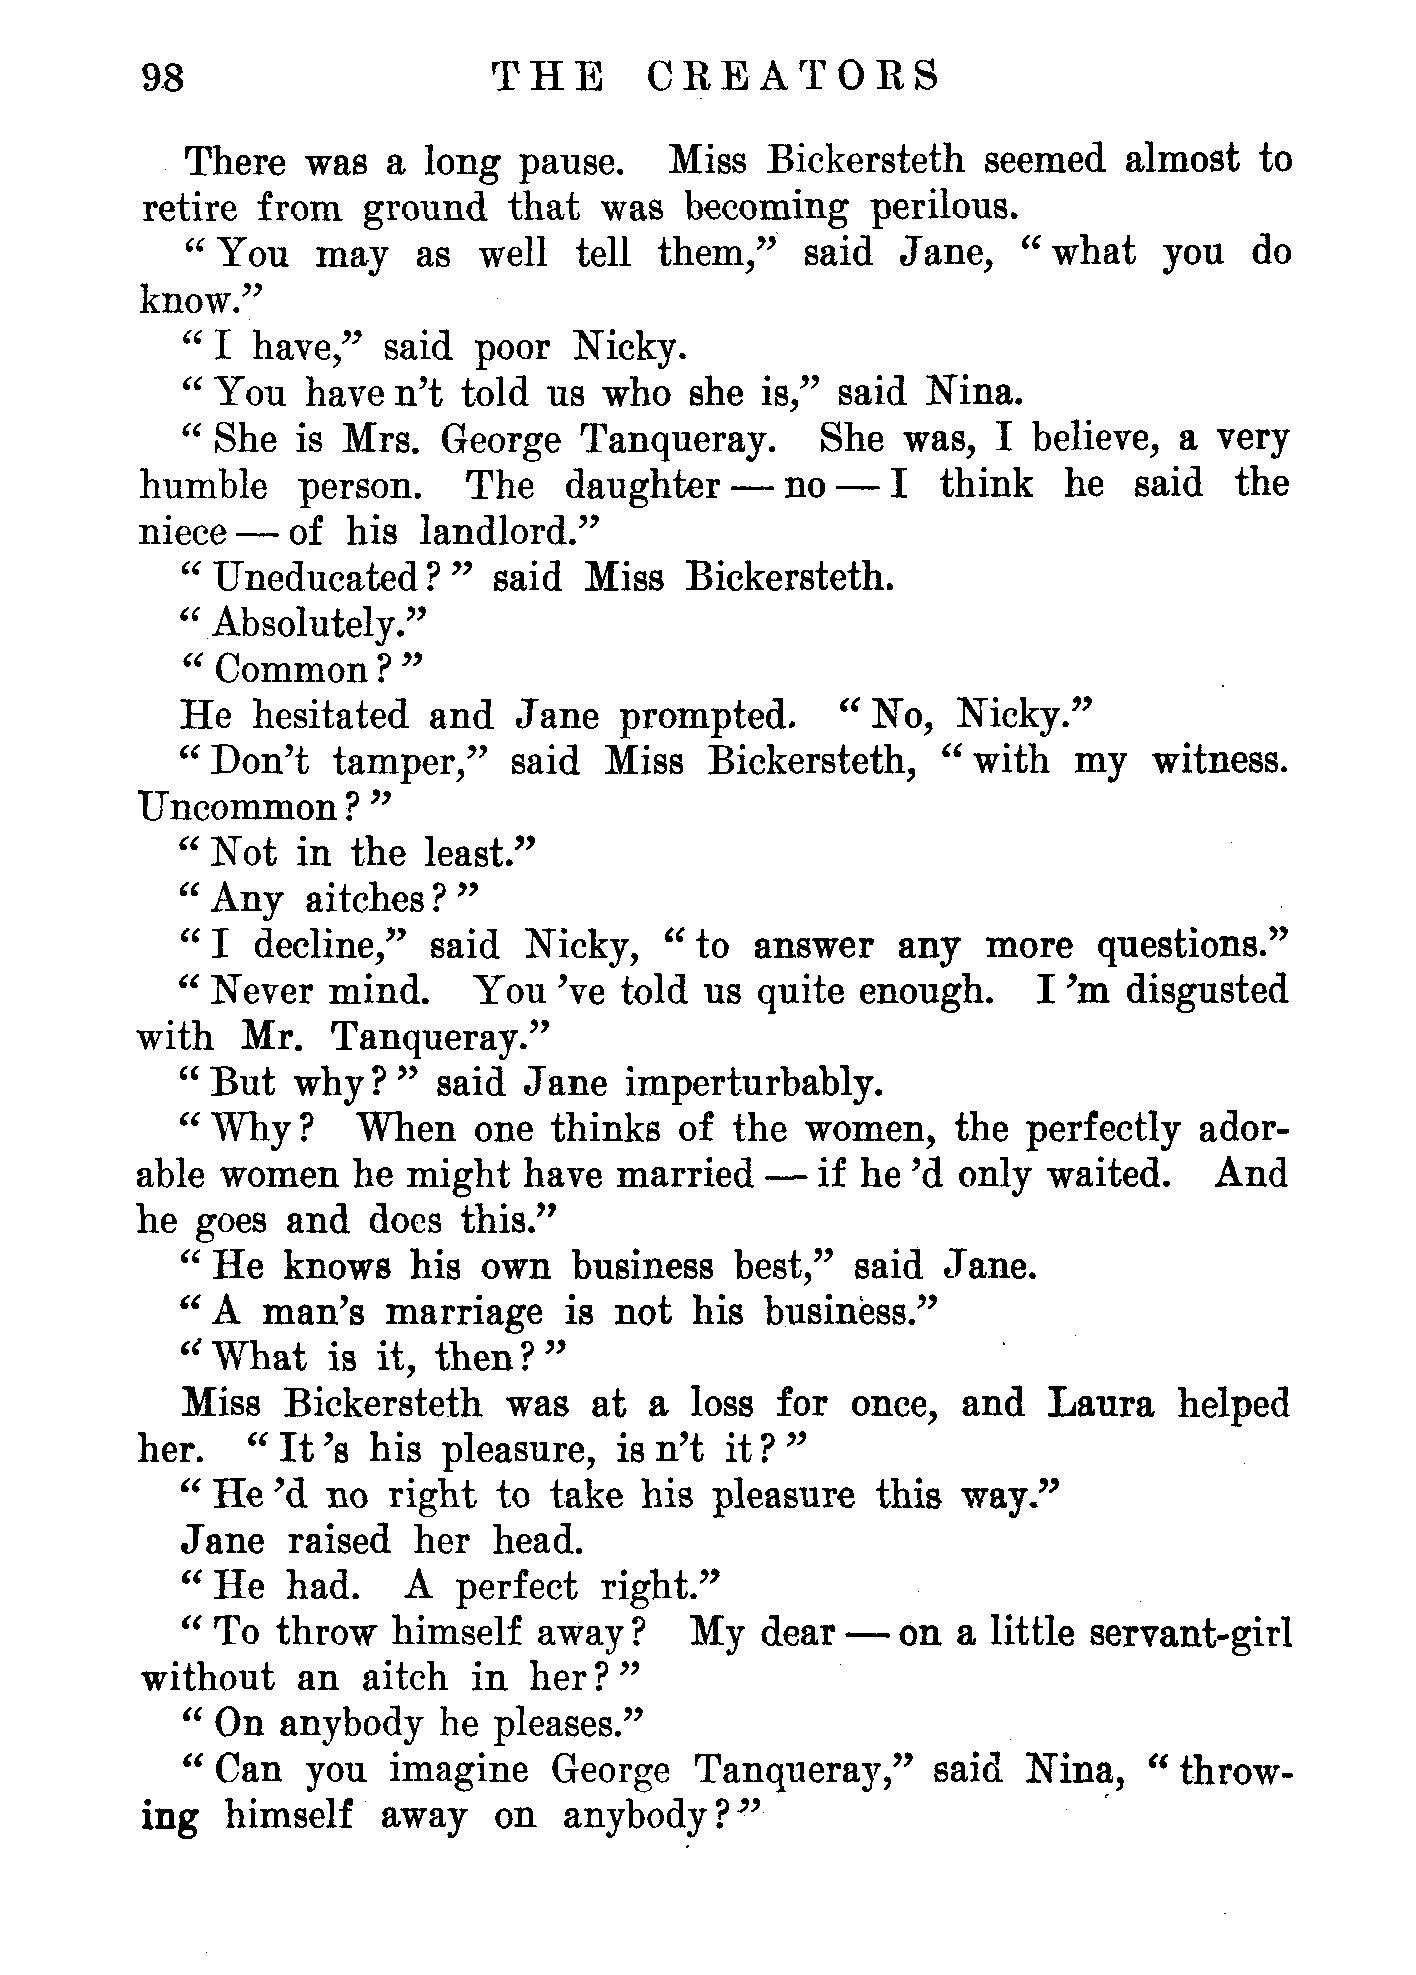 98 THE CREATORS
There was a long pause. Miss Bickersteth seemed almost to
retire from ground that was becoming perilous.
“ You may as well tell them,” said Jane, “ what you do
know.”
“ I have,” said poor Nicky.
“ You have n’t told us who she is,” said Nina.
“ She is Mrs. George Tanqueray. She was, I believe, a very
humble person. The daughter — no — I think he said the
niece — of his landlord.”
“ Uneducated ? ” said Miss Bickersteth.
“ Absolutely.”
“ Common ? ”
He hesitated and Jane prompted. “ No, Nicky.”
“ Don’t tamper,” said Miss Bickersteth, “ with my witness.
Uncommon ? ”
“ Not in the least.”
“ Any aitches ? ”
“ I decline,” said Nicky, “ to answer any more questions.”
“ Never mind. You ’ve told us quite enough. I ’m disgusted
with Mr. Tanqueray.”
“ But why ? ” said Jane imperturbably.
“ Why ? When one thinks of the women, the perfectly ador-
able women he might have married — if he ’d only waited. And
he goes and does this.”
“ He knows his own business best,” said Jane.
“ A man’s marriage is not his business.”
“ What is it, then ? ”
Miss Bickersteth was at a loss for once, and Laura helped
her. “ It ’s his pleasure, is n’t it ? ”
“ He ’d no right to take his pleasure this way.”
Jane raised her head.
“ He had. A perfect right.”
“ To throw himself away ? My dear — on a little servant-girl
without an aitch in her ? ”
“ On anybody he pleases.”
“ Can you imagine George Tanqueray,” said Nina, “ throw-
ing himself away on anybody ? ”